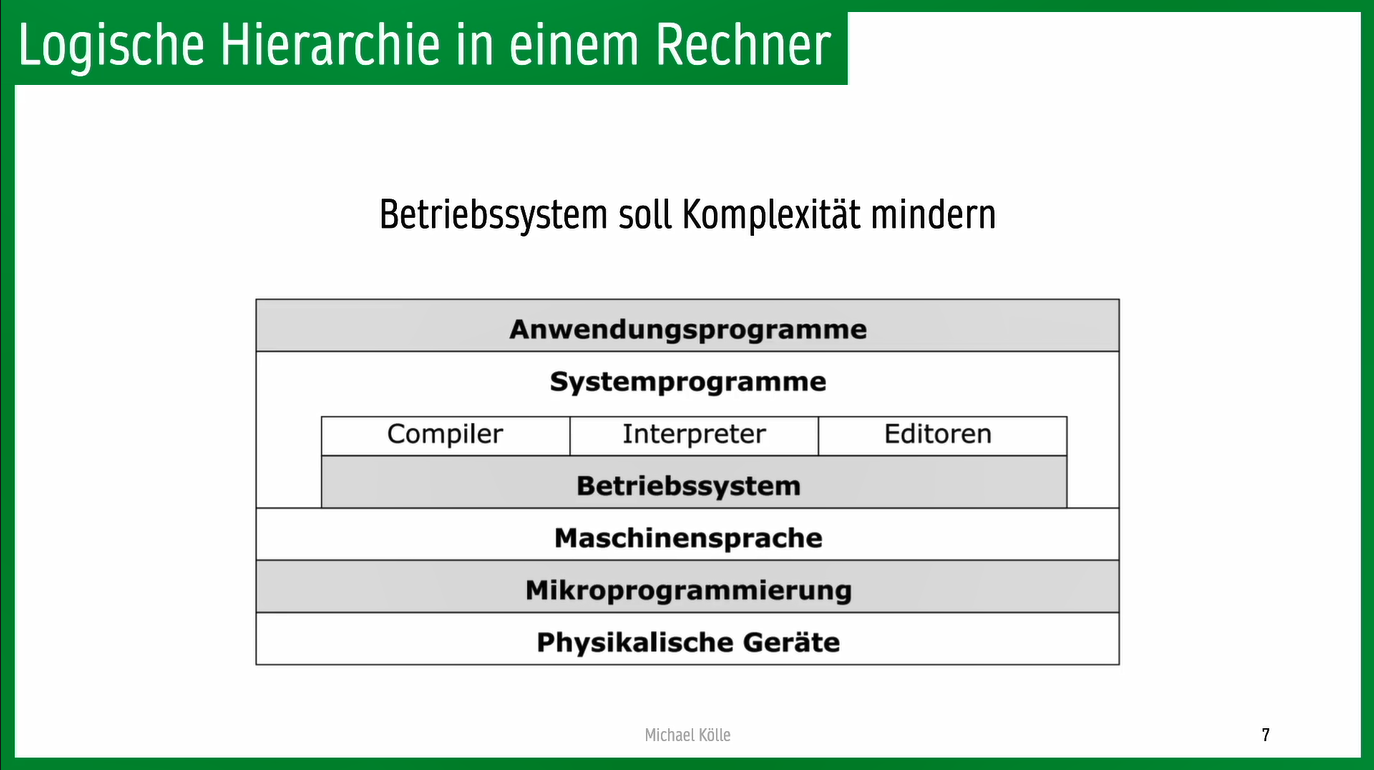 Logische Hierarchie in einem Rechner
Betriebssystem soll Komplexität mindern
Anwendungsprogramme
Systemprogramme
Compiler Interpreter Editoren
Betriebssystem
Maschinensprache
Mikroprogrammierung
Physikalische Geräte
Michael Kölle 7